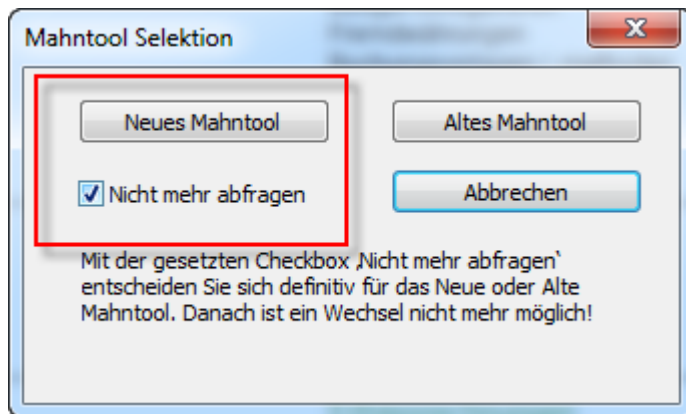 Mahntool Selektion
Neues Mahntool
Altes Mahntool
Nicht mehr abfragen
Abbrechen
Mit der gesetzten Checkbox ‚Nicht mehr abfragen‘
entscheiden Sie sich definitiv für das Neue oder Alte
Mahntool. Danach ist ein Wechsel nicht mehr möglich!